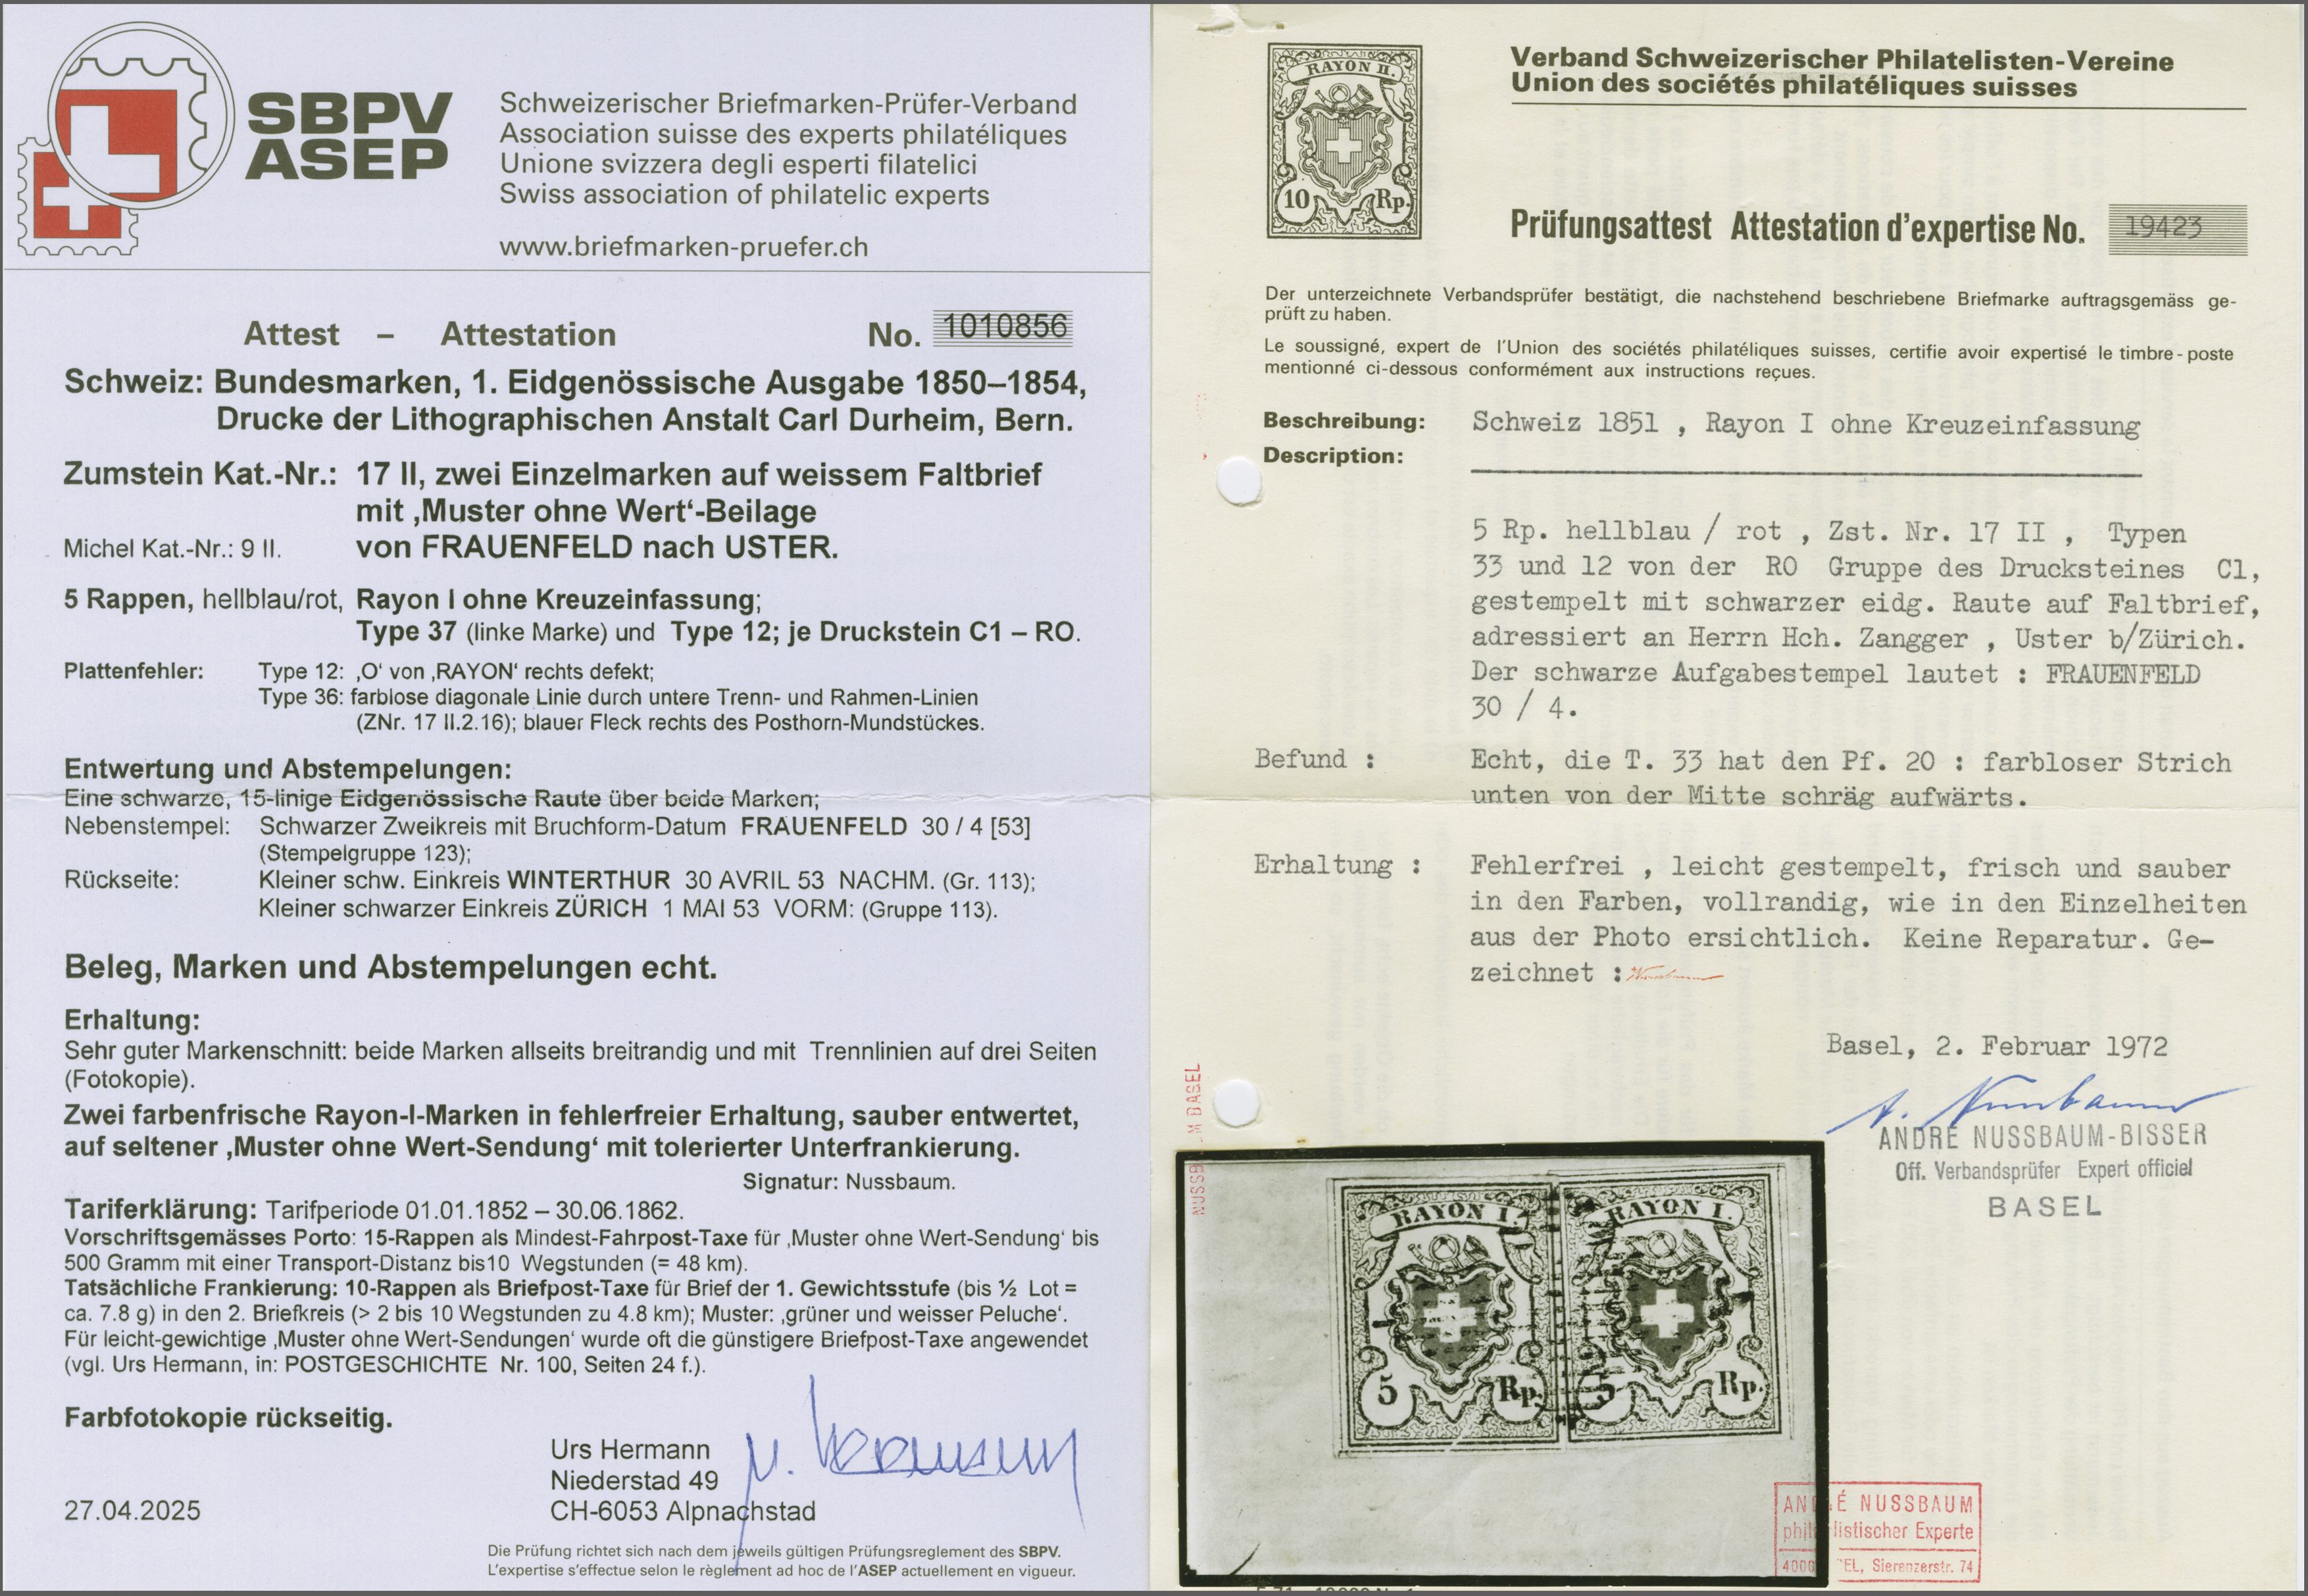 SBPV
ASEP
Schweizerischer Briefmarken-Prüfer-Verband
Association suisse des experts philatéliques
Unione svizzera degli esperti filatelici
Swiss association of philatelic experts
www.briefmarken-pruefer.ch
Attest – Attestation No. 1010856
Schweiz: Bundesmarken, 1. Eidgenössische Ausgabe 1850–1854,
Drucke der Lithographischen Anstalt Carl Durheim, Bern.
Zumstein Kat.-Nr.: 17 II, zwei Einzelmarken auf weissem Faltbrief
mit ‚Muster ohne Wert‘-Beilage
Michel Kat.-Nr.: 9 II. von FRAUENFELD nach USTER.
5 Rappen, hellblau/rot, Rayon I ohne Kreuzeinfassung;
Type 37 (linke Marke) und Type 12; je Druckstein C1 – RO.
Plattenfehler: Type 12: ‚O‘ von ‚RAYON‘ rechts defekt;
Type 36: farblose diagonale Linie durch untere Trenn- und Rahmen-Linien
(ZNr. 17 II.2.16); blauer Fleck rechts des Posthorn-Mundstückes.
Entwertung und Abstempelungen:
Eine schwarze, 15-linige Eidgenössische Raute über beide Marken;
Nebenstempel: Schwarzer Zweikreis mit Bruchform-Datum FRAUENFELD 30 / 4 [53]
(Stempelgruppe 123);
Rückseite: Kleiner schw. Einkreis WINTERTHUR 30 AVRIL 53 NACHM. (Gr. 113);
Kleiner schwarzer Einkreis ZÜRICH 1 MAI 53 VORM: (Gruppe 113).
Beleg, Marken und Abstempelungen echt.
Erhaltung:
Sehr guter Markenschnitt: beide Marken allseits breitrandig und mit Trennlinien auf drei Seiten
(Fotokopie).
Zwei farbenfrische Rayon-I-Marken in fehlerfreier Erhaltung, sauber entwertet,
auf seltener ‚Muster ohne Wert-Sendung‘ mit tolerierter Unterfrankierung.
Signatur: Nussbaum.
Tariferklärung: Tarifperiode 01.01.1852 – 30.06.1862.
Vorschriftsgemässes Porto: 15-Rappen als Mindest-Fahrpost-Taxe für ‚Muster ohne Wert-Sendung‘ bis
500 Gramm mit einer Transport-Distanz bis10 Wegstunden (= 48 km).
Tatsächliche Frankierung: 10-Rappen als Briefpost-Taxe für Brief der 1. Gewichtsstufe (bis ½ Lot =
ca. 7.8 g) in den 2. Briefkreis (> 2 bis 10 Wegstunden zu 4.8 km); Muster: ‚grüner und weisser Peluche‘.
Für leicht-gewichtige ‚Muster ohne Wert-Sendungen‘ wurde oft die günstigere Briefpost-Taxe angewendet
(vgl. Urs Hermann, in: POSTGESCHICHTE Nr. 100, Seiten 24 f.).
Farbfotokopie rückseitig.
Urs Hermann
Niederstad 49
27.04.2025 CH-6053 Alpnachstad
Die Prüfung richtet sich nach dem jeweils gültigen Prüfungsreglement des SBPV.
L'expertise s'effectue selon le règlement ad hoc de l'ASEP actuellement en vigueur.
RAYON II.
10 Rp.
Verband Schweizerischer Philatelisten-Vereine
Union des sociétés philatéliques suisses
Prüfungsattest Attestation d'expertise No. 19423
Der unterzeichnete Verbandsprüfer bestätigt, die nachstehend beschriebene Briefmarke auftragsgemäss ge-
prüft zu haben.
Le soussigné, expert de l'Union des sociétés philatéliques suisses, certifie avoir expertisé le timbre-poste
mentionné ci-dessous conformément aux instructions reçues.
Beschreibung: Schweiz 1851 , Rayon I ohne Kreuzeinfassung
Description:
5 Rp. hellblau / rot , Zst. Nr. 17 II , Typen
33 und 12 von der RO Gruppe des Drucksteines C1,
gestempelt mit schwarzer eidg. Raute auf Faltbrief,
adressiert an Herrn Hch. Zangger , Uster b/Zürich.
Der schwarze Aufgabestempel lautet : FRAUENFELD
30 / 4.
Befund : Echt, die T. 33 hat den Pf. 20 : farbloser Strich
unten von der Mitte schräg aufwärts.
Erhaltung : Fehlerfrei , leicht gestempelt, frisch und sauber
in den Farben, vollrandig, wie in den Einzelheiten
aus der Photo ersichtlich. Keine Reparatur. Ge-
zeichnet : Nussbaum
Basel, 2. Februar 1972
A. Nussbaum
ANDRÉ NUSSBAUM-BISSER
Off. Verbandsprüfer Expert officiel
BASEL
RAYON I. RAYON I.
5 Rp. 5 Rp.
ANDRÉ NUSSBAUM
philatelistischer Experte
Sierenzerstr. 74